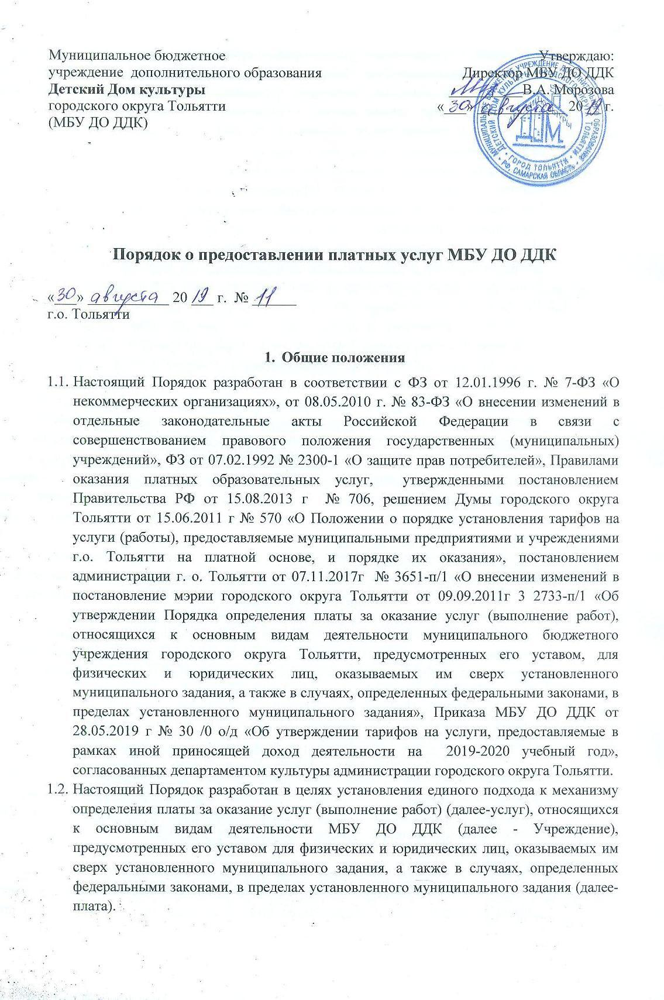 Муниципальное бюджетное
учреждение дополнительного образования
Детский Дом культуры
городского округа Тольятти
(МБУ ДО ДДК)
Утверждаю:
Директор МБУ ДО ДДК
____________В.А. Морозова
«30» августа 2019 г.
МУНИЦИПАЛЬНОЕ БЮДЖЕТНОЕ УЧРЕЖДЕНИЕ ДОПОЛНИТЕЛЬНОГО ОБРАЗОВАНИЯ
• РФ, САМАРСКАЯ ОБЛАСТЬ •
ДЕТСКИЙ ДОМ КУЛЬТУРЫ ГОРОДСКОГО ОКРУГА ТОЛЬЯТТИ
• ГОРОД ТОЛЬЯТТИ •
ДОМ
Порядок о предоставлении платных услуг МБУ ДО ДДК
«30» августа 2019 г. № 11
г.о. Тольятти
1. Общие положения
1.1. Настоящий Порядок разработан в соответствии с ФЗ от 12.01.1996 г. № 7-ФЗ «О
некоммерческих организациях», от 08.05.2010 г. № 83-ФЗ «О внесении изменений в
отдельные законодательные акты Российской Федерации в связи с
совершенствованием правового положения государственных (муниципальных)
учреждений», ФЗ от 07.02.1992 № 2300-1 «О защите прав потребителей», Правилами
оказания платных образовательных услуг, утвержденными постановлением
Правительства РФ от 15.08.2013 г № 706, решением Думы городского округа
Тольятти от 15.06.2011 г № 570 «О Положении о порядке установления тарифов на
услуги (работы), предоставляемые муниципальными предприятиями и учреждениями
г.о. Тольятти на платной основе, и порядке их оказания», постановлением
администрации г. о. Тольятти от 07.11.2017г № 3651-п/1 «О внесении изменений в
постановление мэрии городского округа Тольятти от 09.09.2011г 3 2733-п/1 «Об
утверждении Порядка определения платы за оказание услуг (выполнение работ),
относящихся к основным видам деятельности муниципального бюджетного
учреждения городского округа Тольятти, предусмотренных его уставом, для
физических и юридических лиц, оказываемых им сверх установленного
муниципального задания, а также в случаях, определенных федеральными законами, в
пределах установленного муниципального задания», Приказа МБУ ДО ДДК от
28.05.2019 г № 30 /0 о/д «Об утверждении тарифов на услуги, предоставляемые в
рамках иной приносящей доход деятельности на 2019-2020 учебный год»,
согласованных департаментом культуры администрации городского округа Тольятти.
1.2. Настоящий Порядок разработан в целях установления единого подхода к механизму
определения платы за оказание услуг (выполнение работ) (далее-услуг), относящихся
к основным видам деятельности МБУ ДО ДДК (далее - Учреждение),
предусмотренных его уставом для физических и юридических лиц, оказываемых им
сверх установленного муниципального задания, а также в случаях, определенных
федеральными законами, в пределах установленного муниципального задания (далее-
плата).